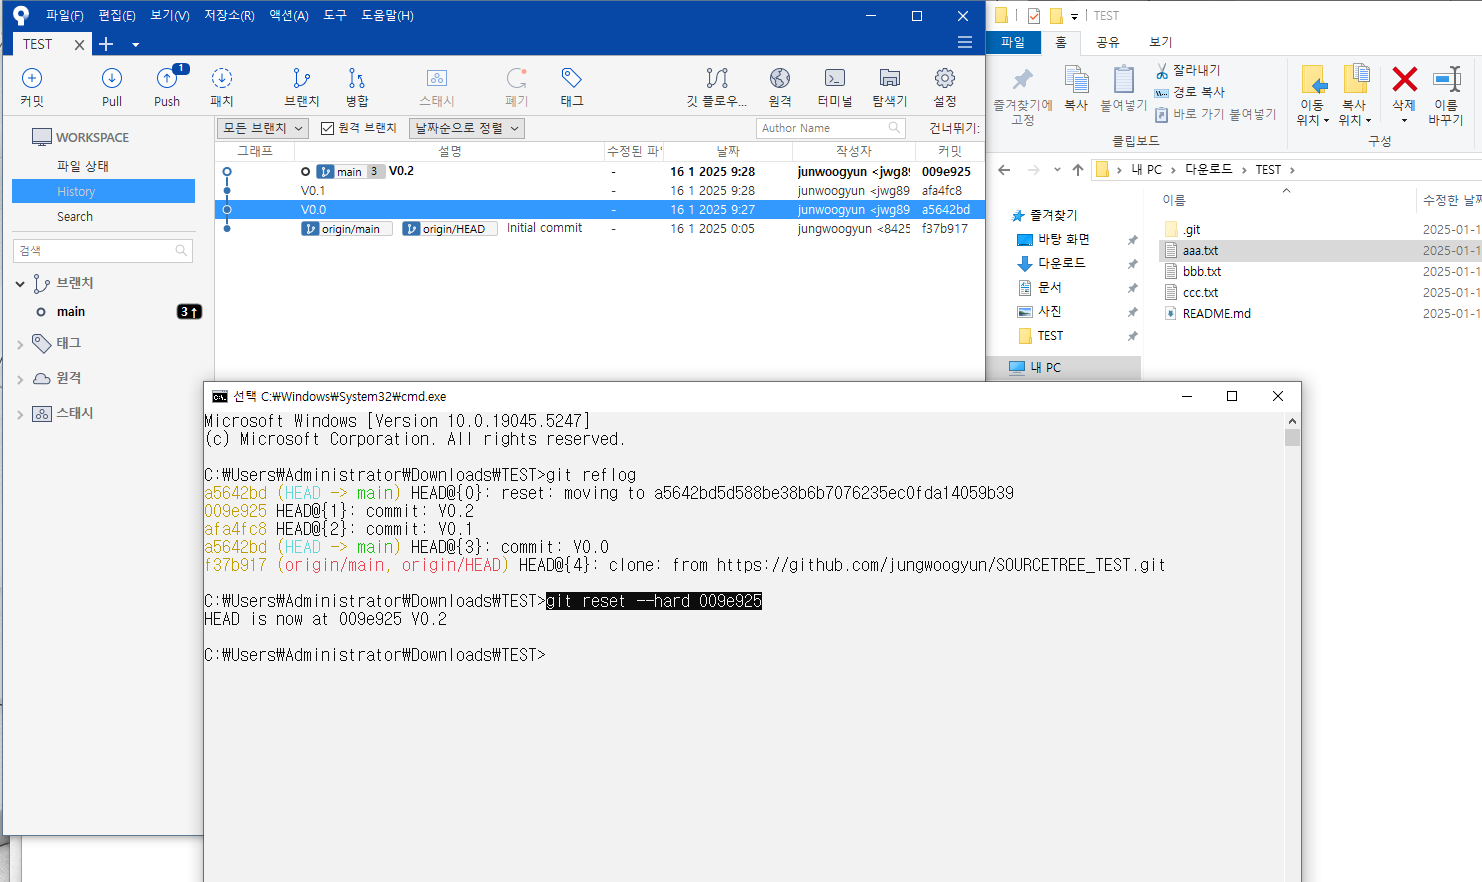 파일(F) 편집(E) 보기(V) 저장소(R) 액션(A) 도구 도움말(H)
TEST
커밋 Pull Push 1 패치 브랜치 병합 스태시 폐기 태그 깃 플로우... 원격 터미널 탐색기 설정
WORKSPACE
파일 상태
History
Search
검색
브랜치
main 3↑
태그
원격
스태시
모든 브랜치 원격 브랜치 날짜순으로 정렬 Author Name 건너뛰기:
그래프 설명 수정된 파일 날짜 작성자 커밋
main 3 V0.2 - 16 1 2025 9:28 junwoogyun <jwg89 009e925
V0.1 - 16 1 2025 9:28 junwoogyun <jwg89 afa4fc8
V0.0 - 16 1 2025 9:27 junwoogyun <jwg89 a5642bd
origin/main origin/HEAD Initial commit - 16 1 2025 0:05 jungwoogyun <8425 f37b917
TEST
파일 홈 공유 보기
즐겨찾기에 고정
복사
붙여넣기
잘라내기
경로 복사
바로 가기 붙여넣기
클립보드
이동 위치
복사 위치
삭제
이름 바꾸기
구성
내 PC > 다운로드 > TEST >
즐겨찾기
바탕 화면
다운로드
문서
사진
TEST
내 PC
이름 수정한 날짜
.git 2025-01-1
aaa.txt 2025-01-1
bbb.txt 2025-01-1
ccc.txt 2025-01-1
README.md 2025-01-1
선택 C:₩Windows₩System32₩cmd.exe
Microsoft Windows [Version 10.0.19045.5247]
(c) Microsoft Corporation. All rights reserved.
C:₩Users₩Administrator₩Downloads₩TEST>git reflog
a5642bd (HEAD -> main) HEAD@{0}: reset: moving to a5642bd5d588be38b6b7076235ec0fda14059b39
009e925 HEAD@{1}: commit: V0.2
afa4fc8 HEAD@{2}: commit: V0.1
a5642bd (HEAD -> main) HEAD@{3}: commit: V0.0
f37b917 (origin/main, origin/HEAD) HEAD@{4}: clone: from https://github.com/jungwoogyun/SOURCETREE_TEST.git
C:₩Users₩Administrator₩Downloads₩TEST>git reset --hard 009e925
HEAD is now at 009e925 V0.2
C:₩Users₩Administrator₩Downloads₩TEST>